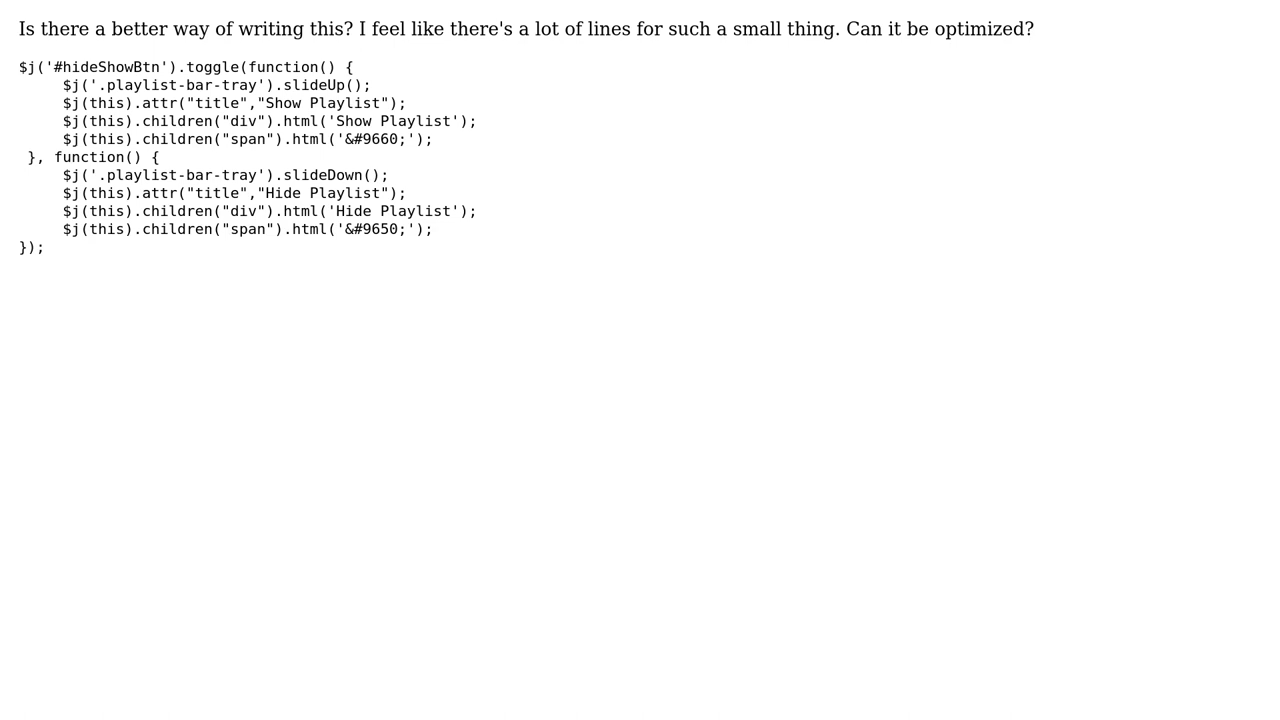 Is there a better way of writing this? I feel like there's a lot of lines for such a small thing. Can it be optimized?
$j('#hideShowBtn').toggle(function() {
     $j('.playlist-bar-tray').slideUp();
     $j(this).attr("title","Show Playlist");
     $j(this).children("div").html('Show Playlist');
     $j(this).children("span").html('&#9660;');
 }, function() {
     $j('.playlist-bar-tray').slideDown();
     $j(this).attr("title","Hide Playlist");
     $j(this).children("div").html('Hide Playlist');
     $j(this).children("span").html('&#9650;');
});